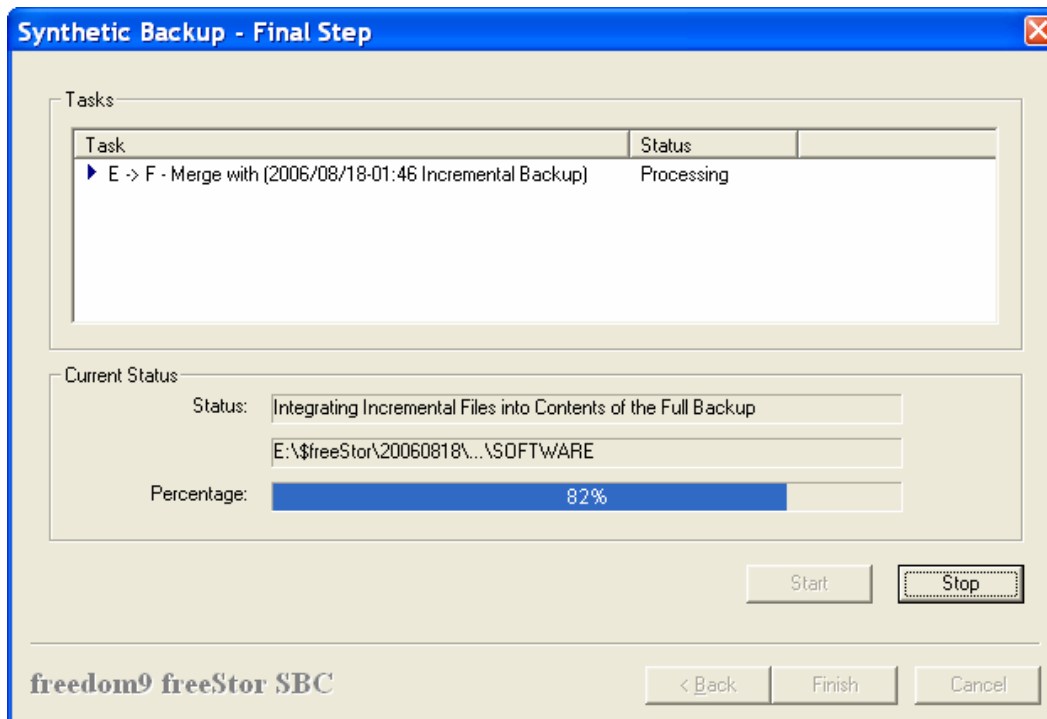 Synthetic Backup - Final Step
Tasks
Task Status
E -> F - Merge with (2006/08/18-01:46 Incremental Backup) Processing
Current Status
Status: Integrating Incremental Files into Contents of the Full Backup
E:\$freeStor\20060818\...\SOFTWARE
Percentage: 82%
Start Stop
freedom9 freeStor SBC < Back Finish Cancel